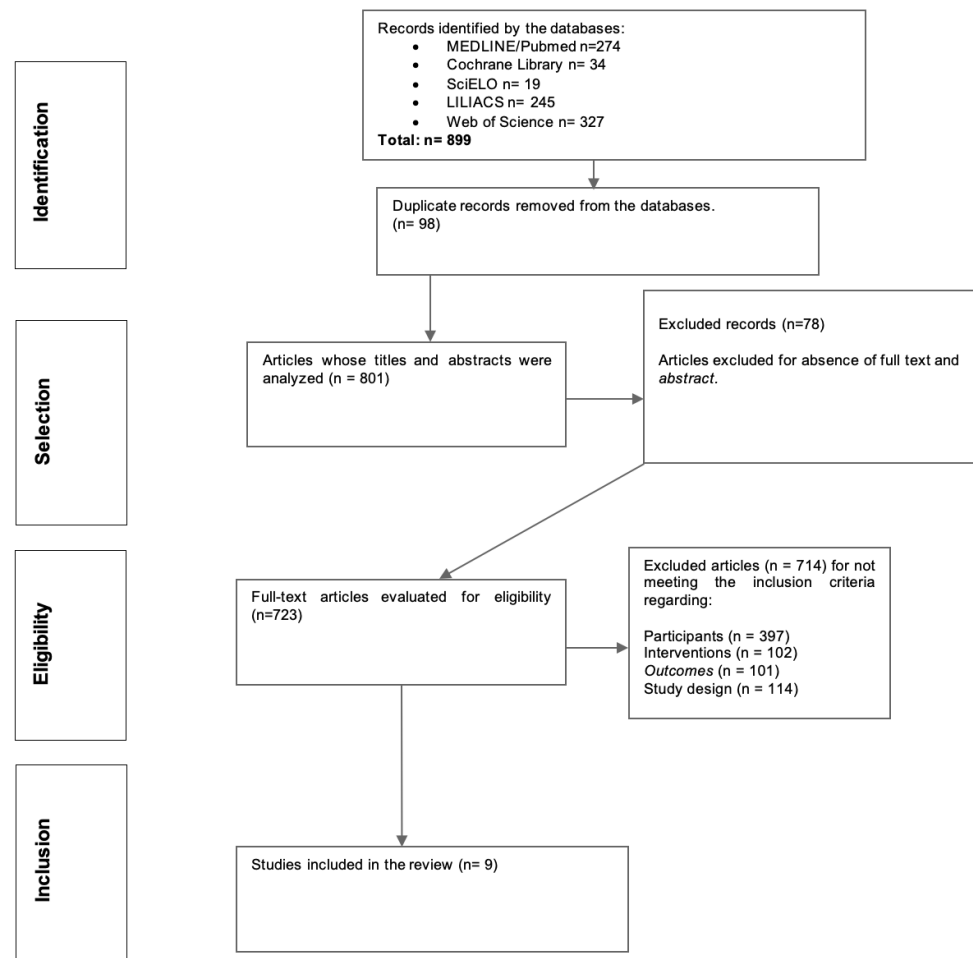 Identification
Records identified by the databases:
• MEDLINE/Pubmed n=274
• Cochrane Library n= 34
• SciELO n= 19
• LILIACS n= 245
• Web of Science n= 327
Total: n= 899
Duplicate records removed from the databases.
(n= 98)
Selection
Articles whose titles and abstracts were
analyzed (n = 801)
Excluded records (n=78)
Articles excluded for absence of full text and
abstract.
Eligibility
Full-text articles evaluated for eligibility
(n=723)
Excluded articles (n = 714) for not
meeting the inclusion criteria
regarding:
Participants (n = 397)
Interventions (n = 102)
Outcomes (n = 101)
Study design (n = 114)
Inclusion
Studies included in the review (n= 9)